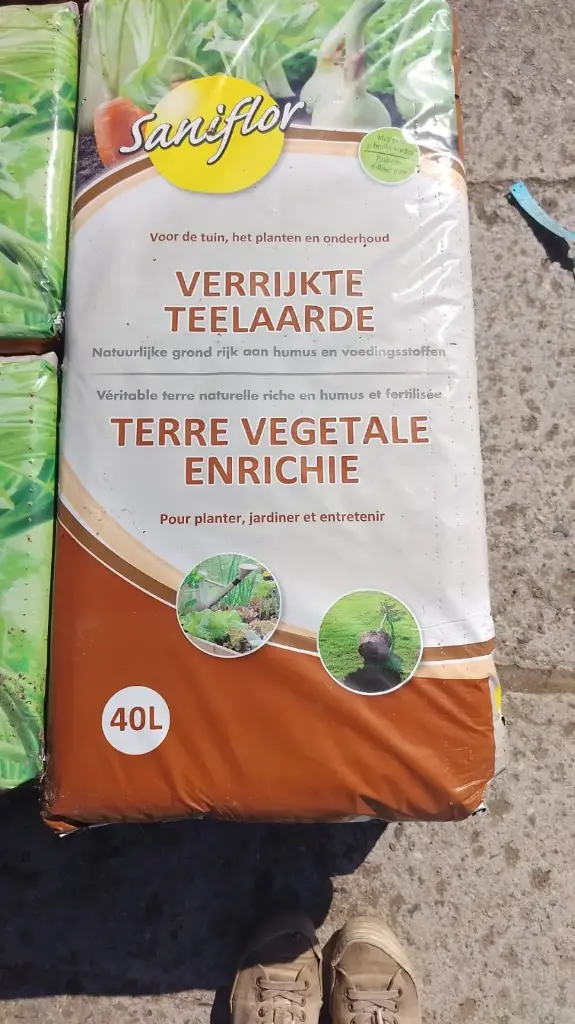 Saniflor
Voor de tuin, het planten en onderhoud
VERRIJKTE
TEELAARDE
Natuurlijke grond rijk aan humus en voedingsstoffen
Véritable terre naturelle riche en humus et fertilisée
TERRE VEGETALE
ENRICHIE
Pour planter, jardiner et entretenir
40L